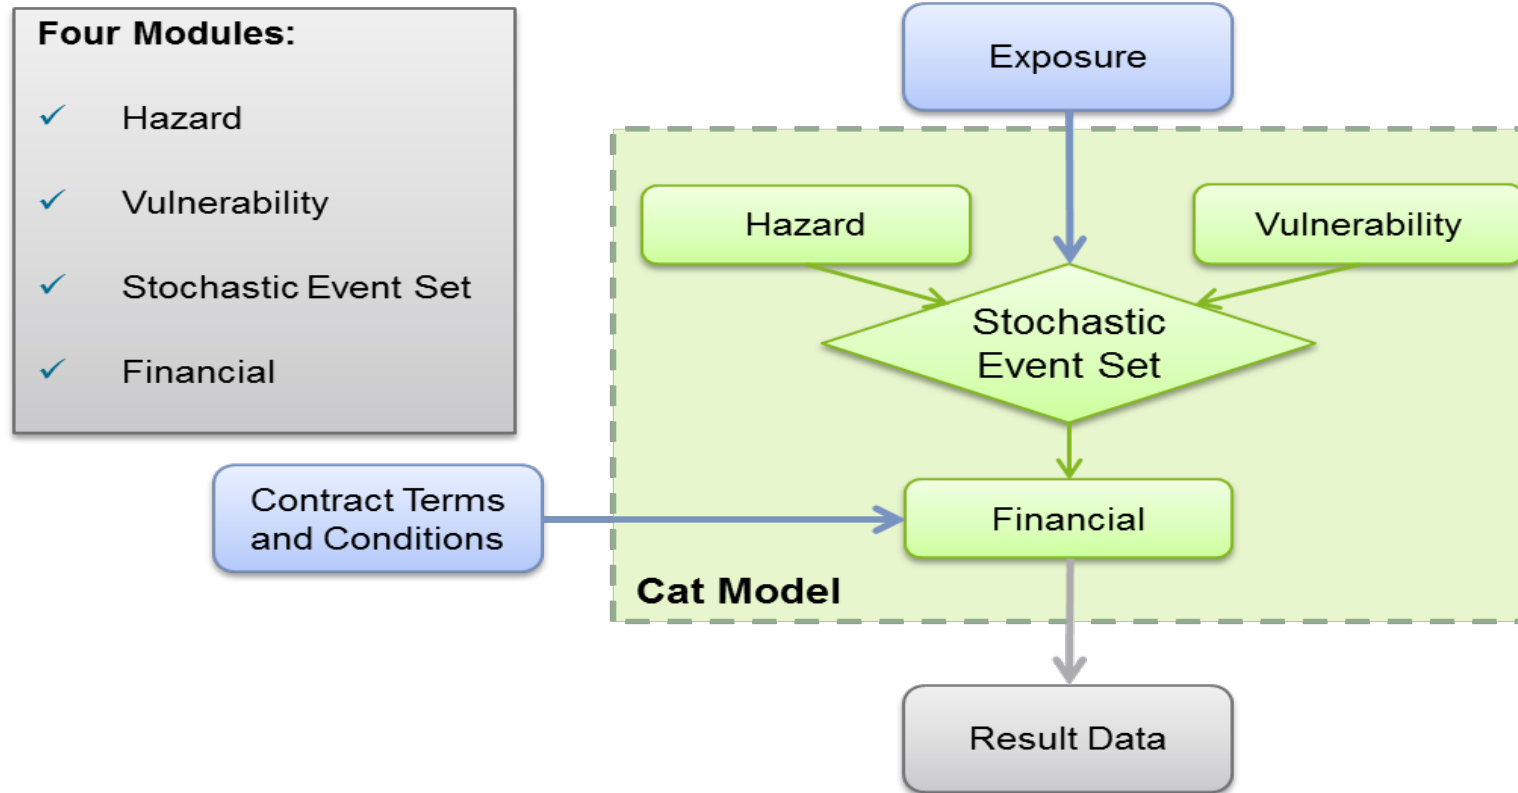 Four Modules:
✓ Hazard
✓ Vulnerability
✓ Stochastic Event Set
✓ Financial
Exposure
Hazard
Vulnerability
Stochastic
Event Set
Contract Terms
and Conditions
Financial
Cat Model
Result Data